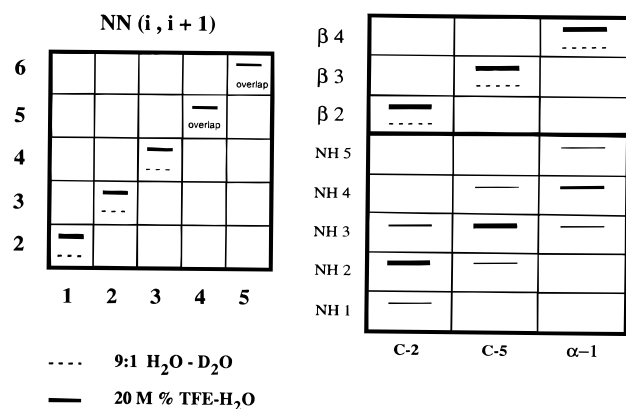 NN (i , i + 1)
6
overlap
5
overlap
4
3
2
1 2 3 4 5
9:1 H₂O - D₂O
20 M % TFE-H₂O
β 4
β 3
β 2
NH 5
NH 4
NH 3
NH 2
NH 1
C-2 C-5 α−1